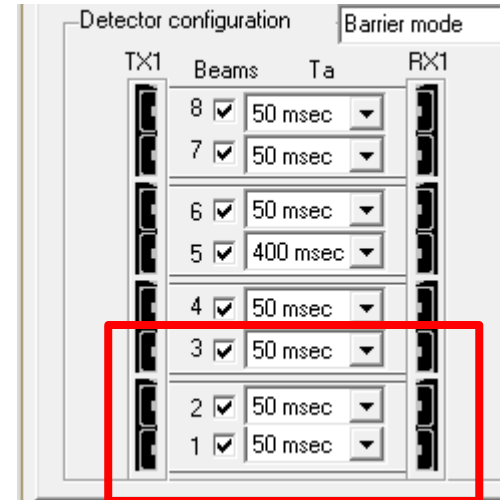 Detector configuration Barrier mode
TX1 Beams Ta RX1
8 50 msec
7 50 msec
6 50 msec
5 400 msec
4 50 msec
3 50 msec
2 50 msec
1 50 msec